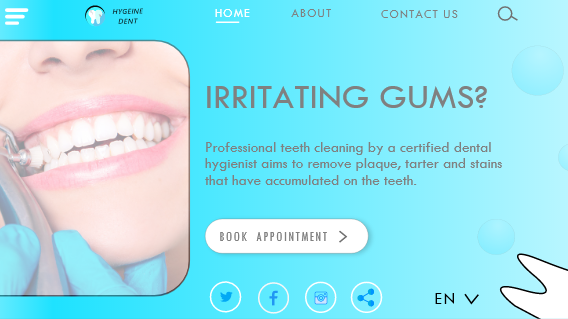 HYGEINE
DENT
HOME
ABOUT
CONTACT US
IRRITATING GUMS?
Professional teeth cleaning by a certified dental
hygienist aims to remove plaque, tarter and stains
that have accumulated on the teeth.
BOOK APPOINTMENT
EN